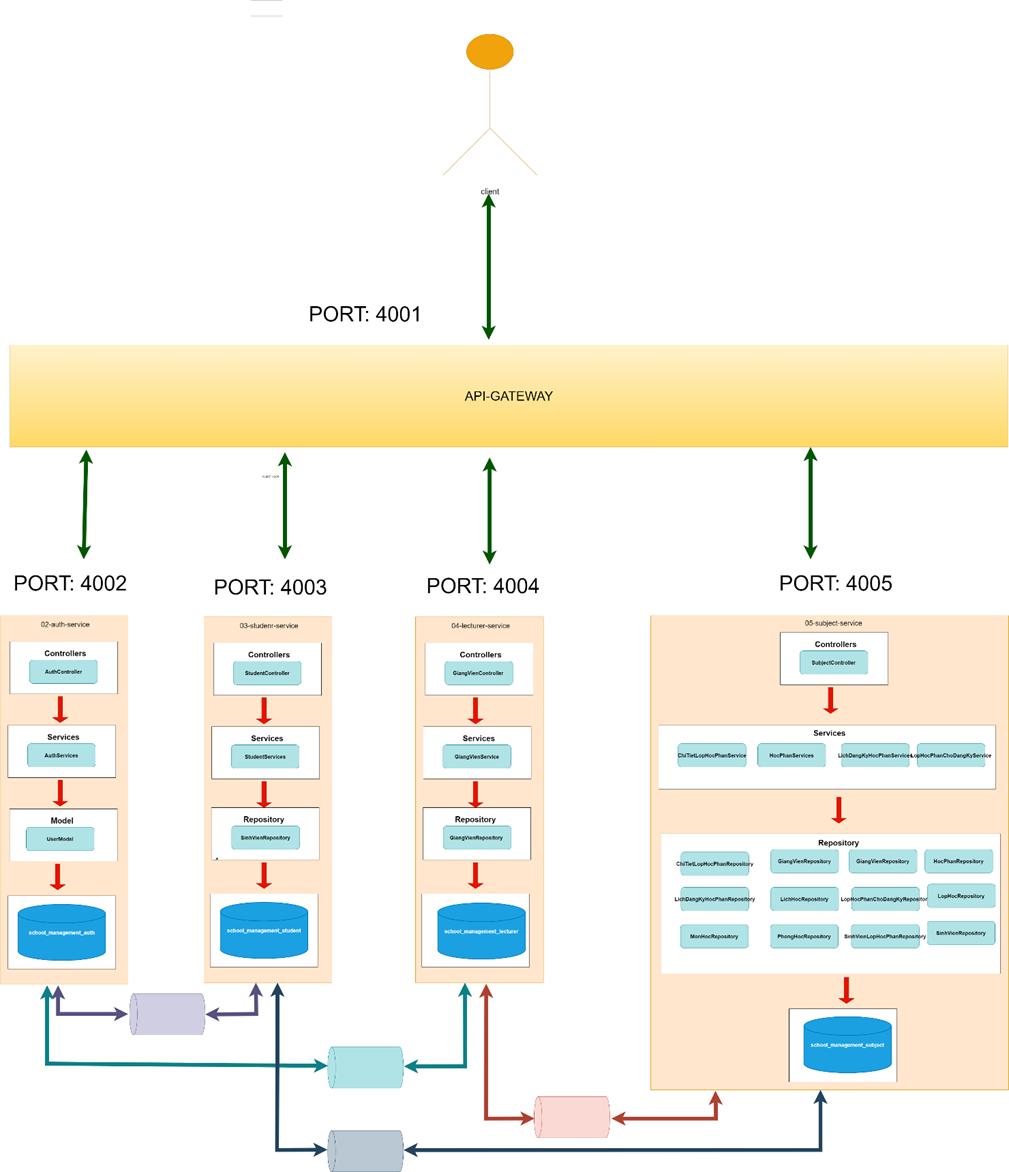 client
PORT: 4001
API-GATEWAY
PORT: 4002
PORT: 4003
PORT: 4004
PORT: 4005
02-auth-service
Controllers
AuthController
Services
AuthServices
Model
UserModal
school_management_auth
03-studenr-service
Controllers
StudentController
Services
StudentServices
Repository
SinhVienRepository
school_management_student
04-lecturer-service
Controllers
GiangVienController
Services
GiangVienService
Repository
GiangVienRepository
school_management_lecturer
05-subject-service
Controllers
SubjectController
Services
ChiTietLopHocPhanService
HocPhanServices
LichDangKyHocPhanServices
LopHocPhanChoDangKyService
Repository
ChiTietLopHocPhanRepository
GiangVienRepository
GiangVienRepository
HocPhanRepository
LichDangKyHocPhanRepository
LichHocRepository
LopHocPhanChoDangKyRepository
LopHocRepository
MonHocRepository
PhongHocRepository
SinhVienLopHocPhanRepository
SinhVienRepository
school_management_subject